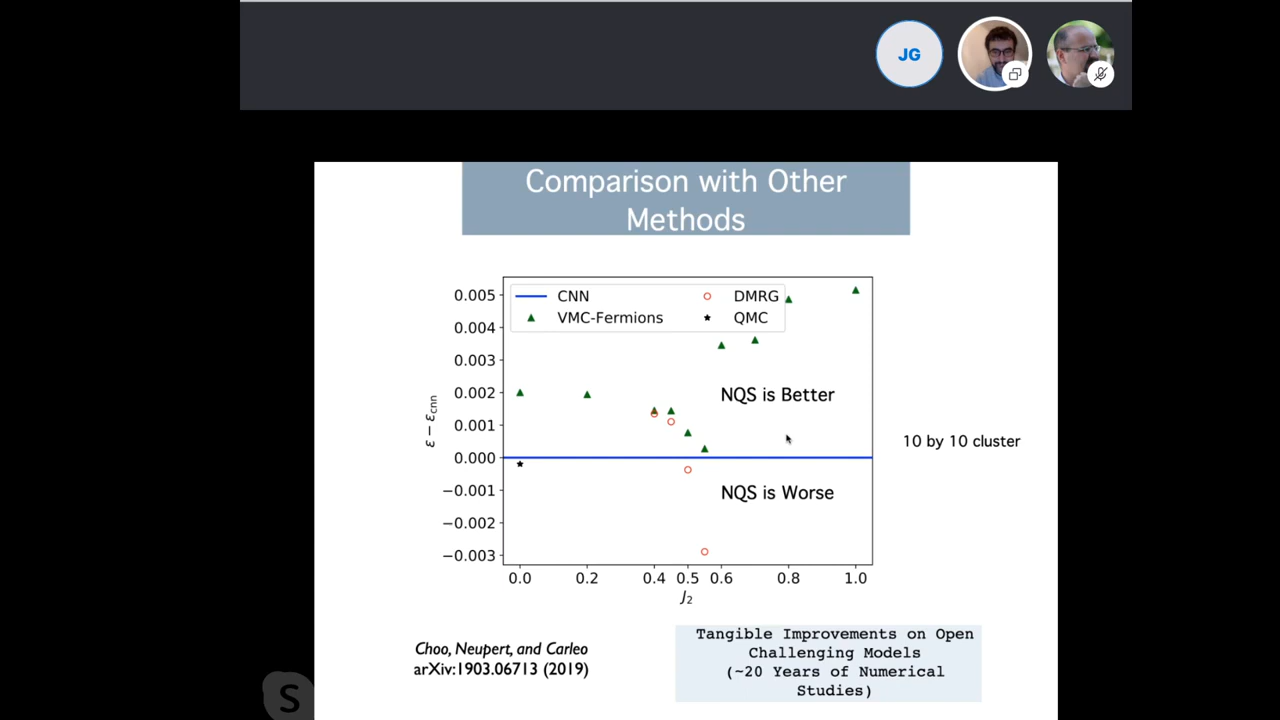 JG
Comparison with Other
Methods
CNN
VMC-Fermions
DMRG
QMC
0.005
0.004
0.003
0.002
0.001
0.000
−0.001
−0.002
−0.003
ε − εcnn
NQS is Better
NQS is Worse
10 by 10 cluster
0.0 0.2 0.4 0.5 0.6 0.8 1.0
J2
Choo, Neupert, and Carleo
arXiv:1903.06713 (2019)
Tangible Improvements on Open
Challenging Models
(~20 Years of Numerical
Studies)
S